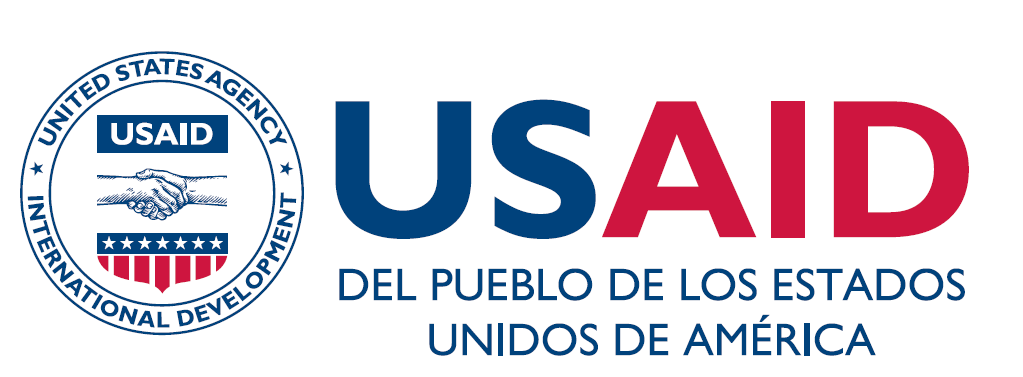 UNITED STATES AGENCY
USAID
INTERNATIONAL DEVELOPMENT
USAID
DEL PUEBLO DE LOS ESTADOS
UNIDOS DE AMÉRICA